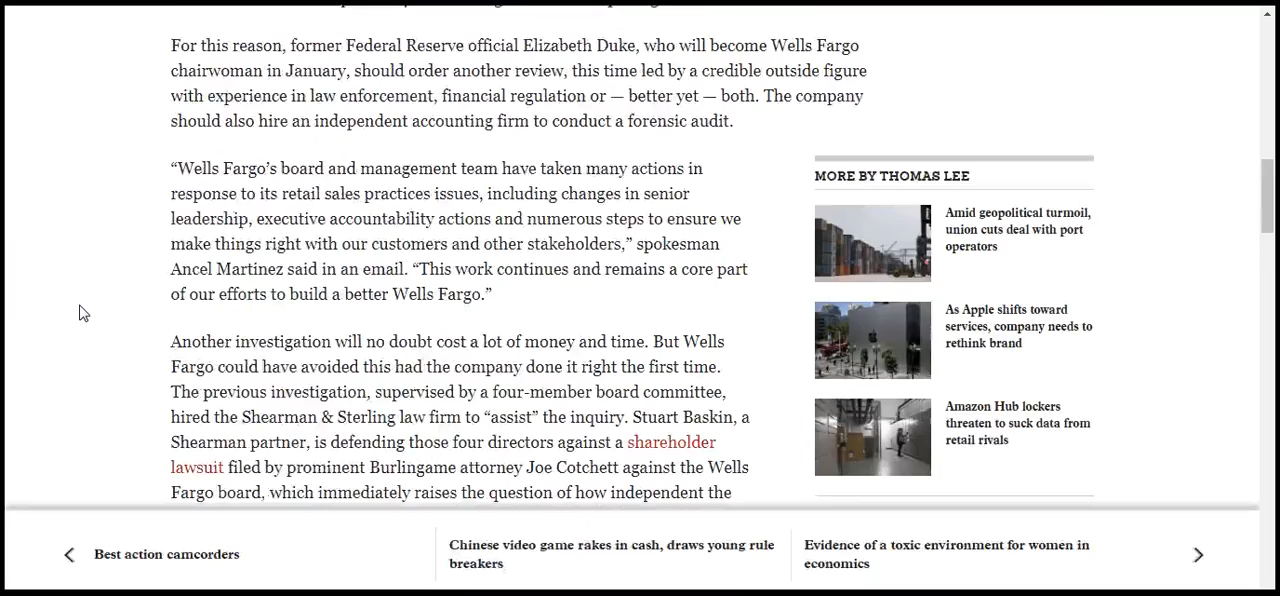 For this reason, former Federal Reserve official Elizabeth Duke, who will become Wells Fargo
chairwoman in January, should order another review, this time led by a credible outside figure
with experience in law enforcement, financial regulation or — better yet — both. The company
should also hire an independent accounting firm to conduct a forensic audit.
“Wells Fargo’s board and management team have taken many actions in
response to its retail sales practices issues, including changes in senior
leadership, executive accountability actions and numerous steps to ensure we
make things right with our customers and other stakeholders,” spokesman
Ancel Martinez said in an email. “This work continues and remains a core part
of our efforts to build a better Wells Fargo.”
Another investigation will no doubt cost a lot of money and time. But Wells
Fargo could have avoided this had the company done it right the first time.
The previous investigation, supervised by a four-member board committee,
hired the Shearman & Sterling law firm to “assist” the inquiry. Stuart Baskin, a
Shearman partner, is defending those four directors against a shareholder
lawsuit filed by prominent Burlingame attorney Joe Cotchett against the Wells
Fargo board, which immediately raises the question of how independent the
MORE BY THOMAS LEE
Amid geopolitical turmoil,
union cuts deal with port
operators
As Apple shifts toward
services, company needs to
rethink brand
Amazon Hub lockers
threaten to suck data from
retail rivals
Best action camcorders
Chinese video game rakes in cash, draws young rule
breakers
Evidence of a toxic environment for women in
economics